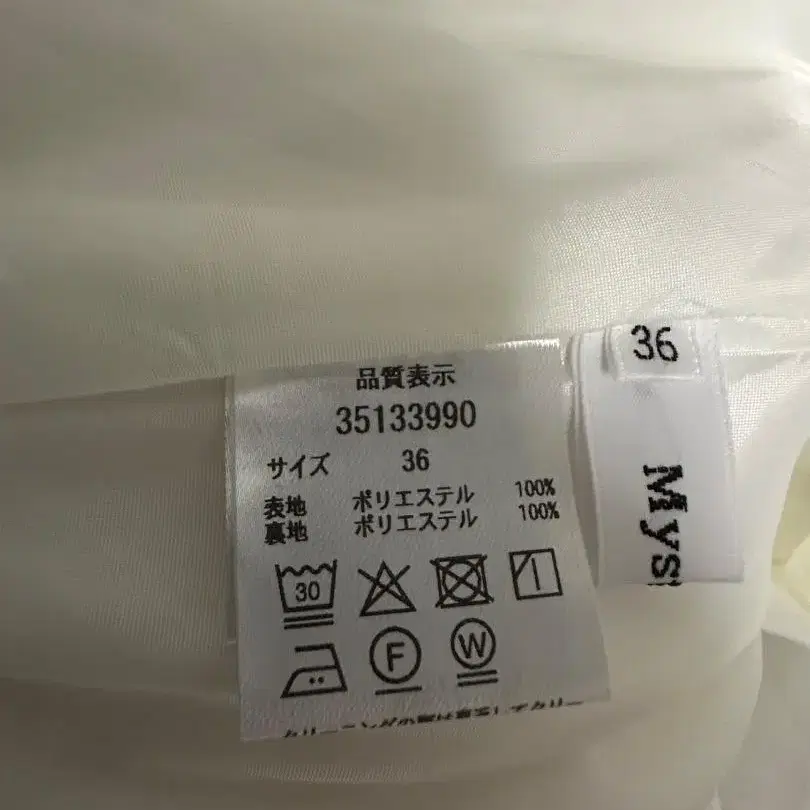 品質表示
35133990
サイズ 36
表地 ポリエステル 100%
裏地 ポリエステル 100%
30
F W
36
Mys